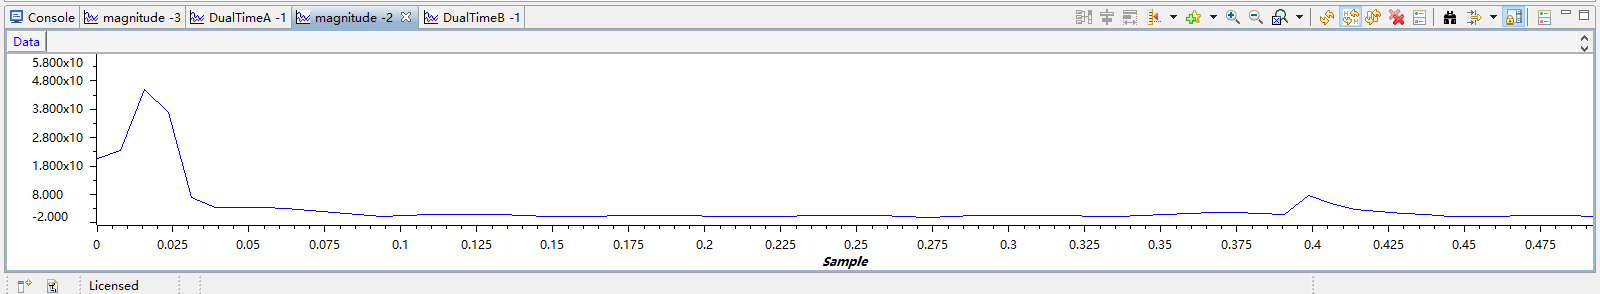 Console magnitude -3 DualTimeA -1 magnitude -2 DualTimeB -1
Data
5.800x10
4.800x10
3.800x10
2.800x10
1.800x10
8.000
-2.000
0 0.025 0.05 0.075 0.1 0.125 0.15 0.175 0.2 0.225 0.25 0.275 0.3 0.325 0.35 0.375 0.4 0.425 0.45 0.475
Sample
Licensed